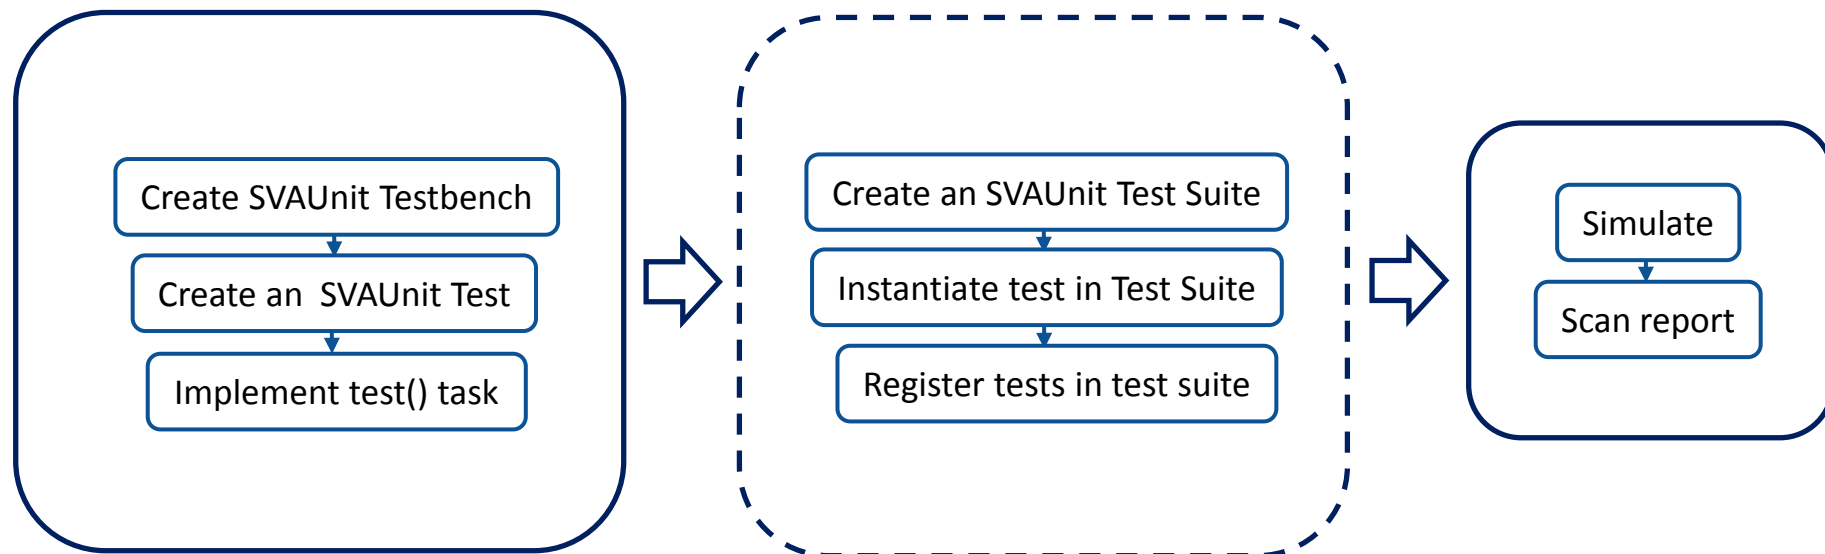 Create SVAUnit Testbench
Create an  SVAUnit Test
Implement test() task
Create an SVAUnit Test Suite
Instantiate test in Test Suite
Register tests in test suite
Simulate
Scan report